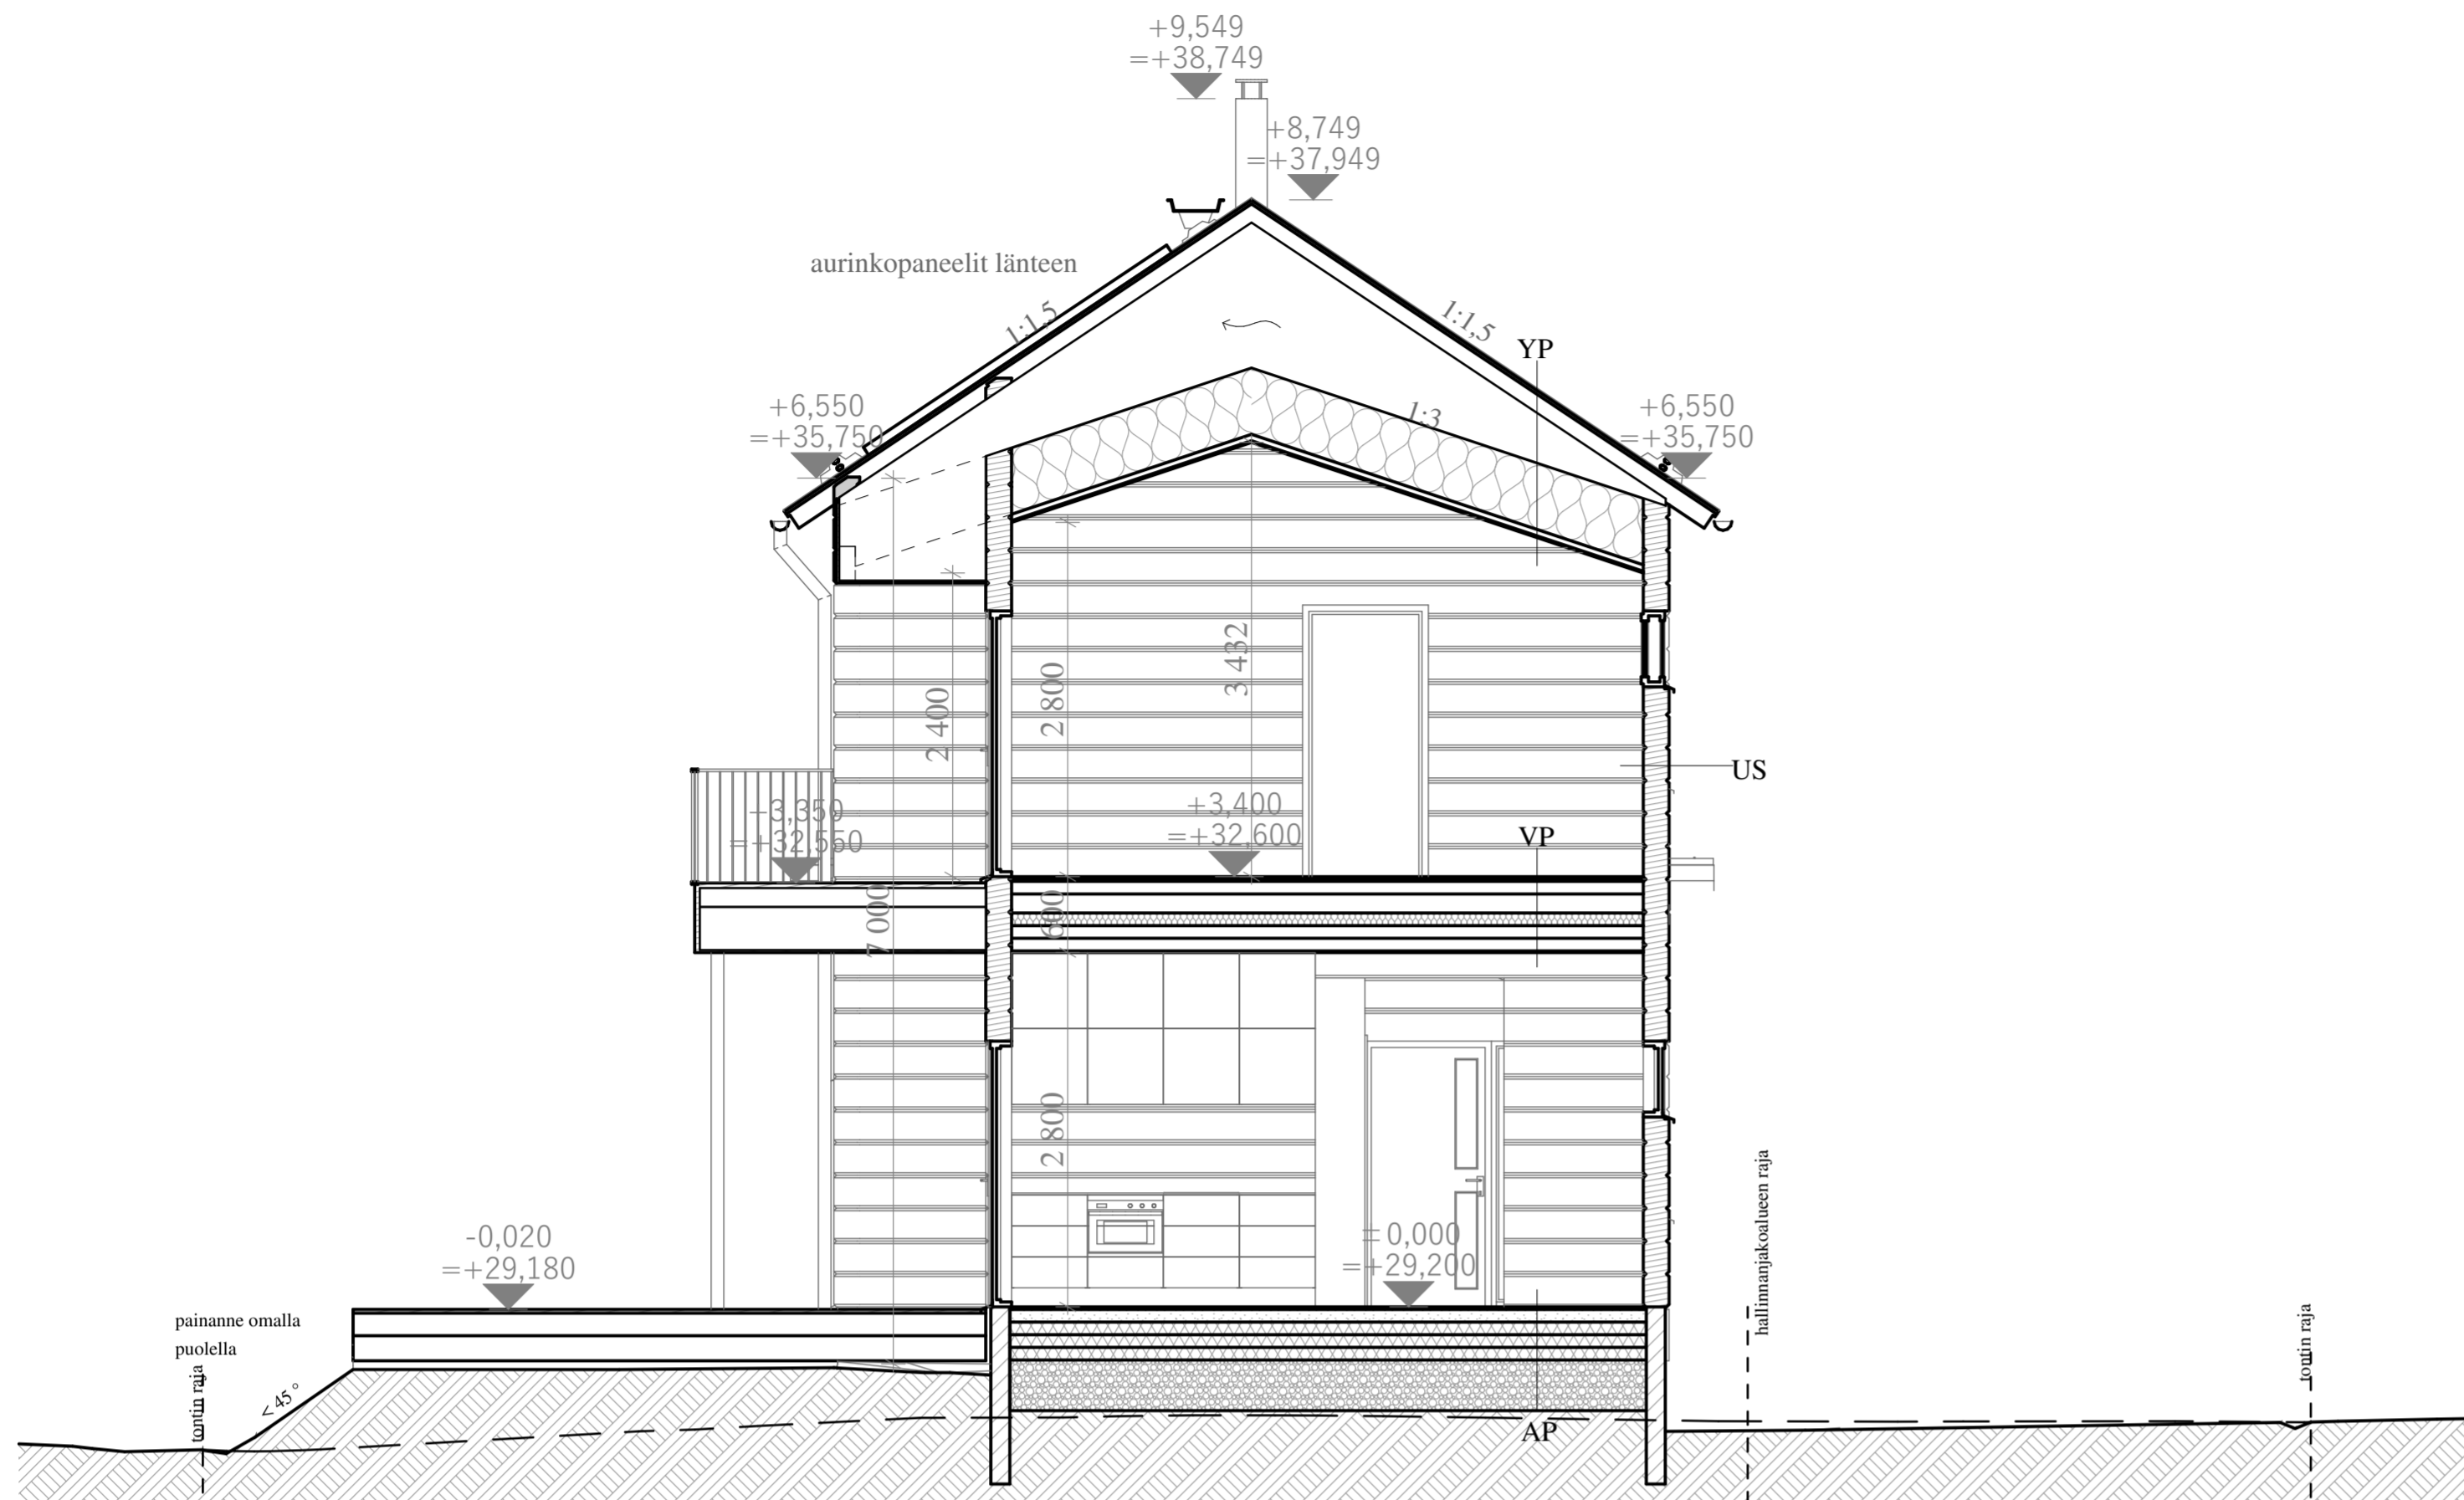 +9,549
=+38,749
+8,749
=+37,949
aurinkopaneelit länteen
1:1,5
1:1,5
YP
+6,550
=+35,750
1:3
+6,550
=+35,750
2 400
2 800
3 432
US
+3,350
=+32,550
+3,400
=+32,600
VP
7 000
600
2 800
-0,020
=+29,180
±0,000
=+29,200
painanne omalla
puolella
tontin raja
< 45°
hallinnanjakoalueen raja
tontin raja
AP